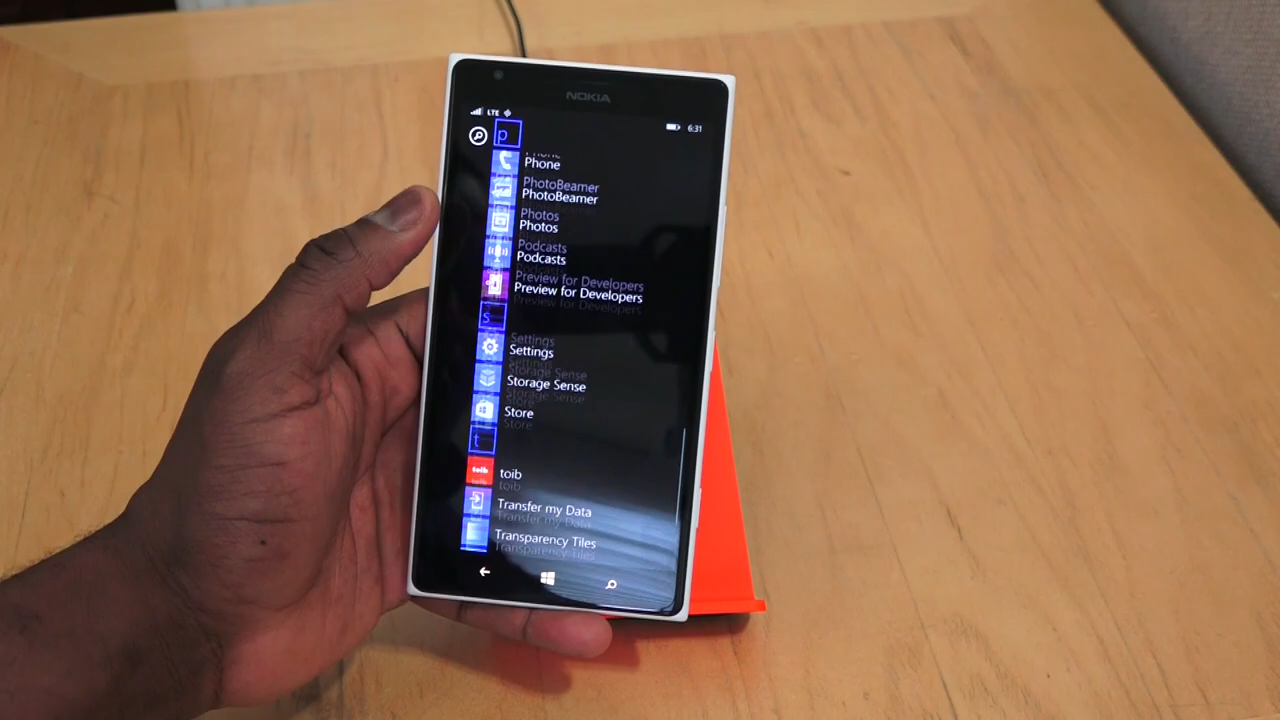 NOKIA
LTE
6:31
p
Phone
PhotoBeamer
Photos
Podcasts
Preview for Developers
s
Settings
Storage Sense
Store
t
toib
toib
Transfer my Data
Transparency Tiles